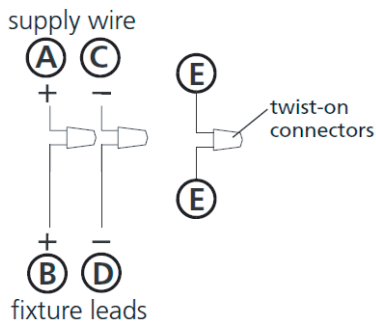 supply wire
A C
+ −
E
twist-on
connectors
E
+ −
B D
fixture leads